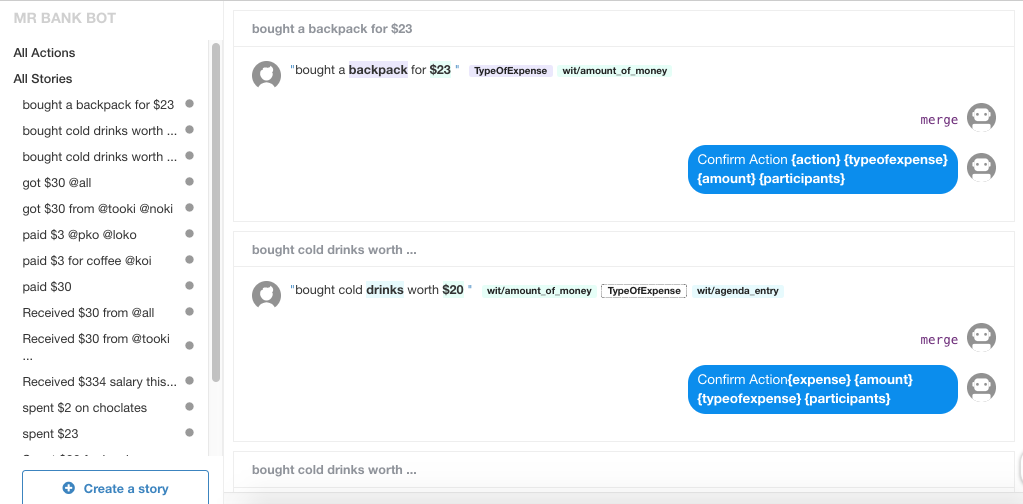 MR BANK BOT
All Actions
All Stories
bought a backpack for $23
bought cold drinks worth ...
bought cold drinks worth ...
got $30 @all
got $30 from @tooki @noki
paid $3 @pko @loko
paid $3 for coffee @koi
paid $30
Received $30 from @all
Received $30 from @tooki
...
Received $334 salary this...
spent $2 on choclates
spent $23
Create a story
bought a backpack for $23
"bought a backpack for $23 " TypeOfExpense wit/amount_of_money
merge
Confirm Action {action} {typeofexpense}
{amount} {participants}
bought cold drinks worth ...
"bought cold drinks worth $20 " wit/amount_of_money TypeOfExpense wit/agenda_entry
merge
Confirm Action{expense} {amount}
{typeofexpense} {participants}
bought cold drinks worth ...